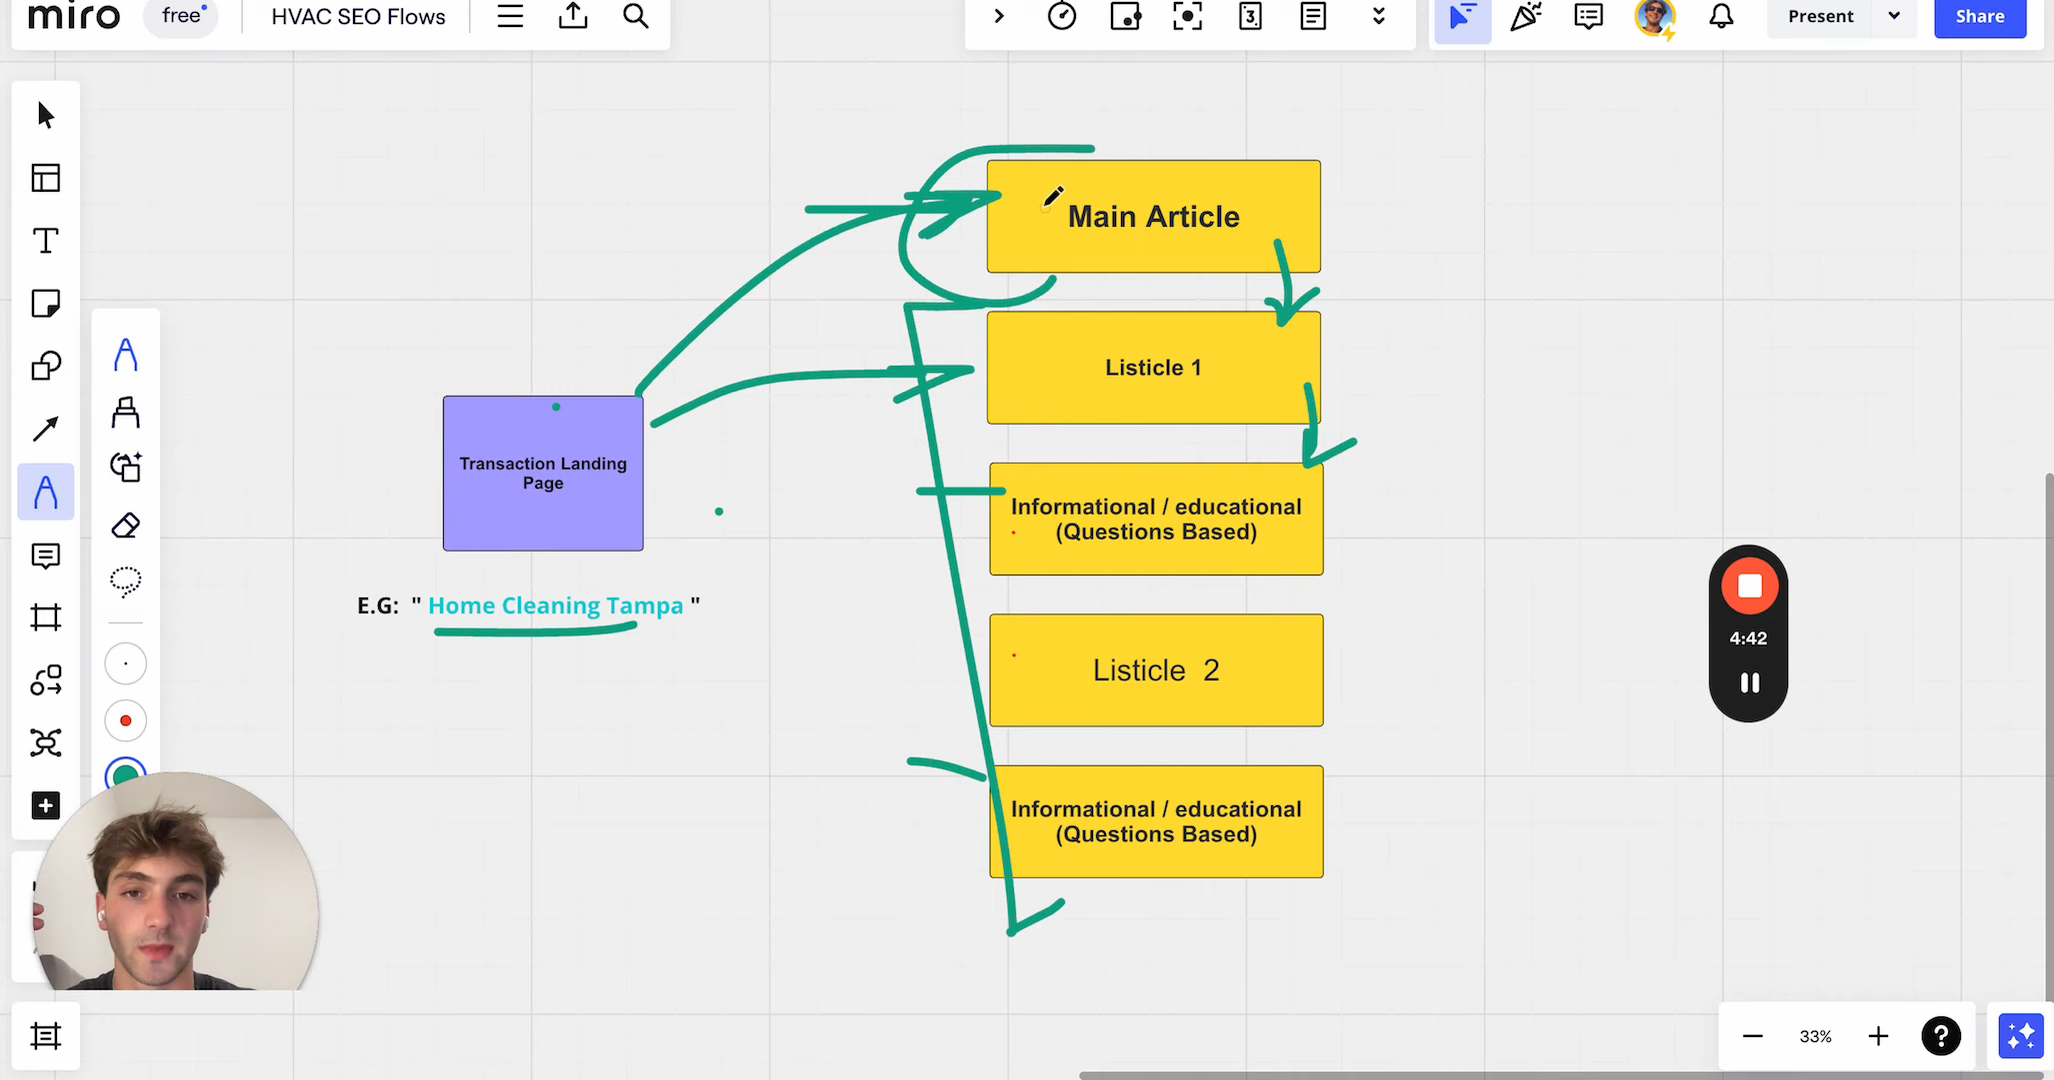 miro free HVAC SEO Flows
3
Present
Share
Main Article
Listicle 1
Transaction Landing
Page
Informational / educational
(Questions Based)
E.G: " Home Cleaning Tampa "
4:42
Listicle 2
Informational / educational
(Questions Based)
33%